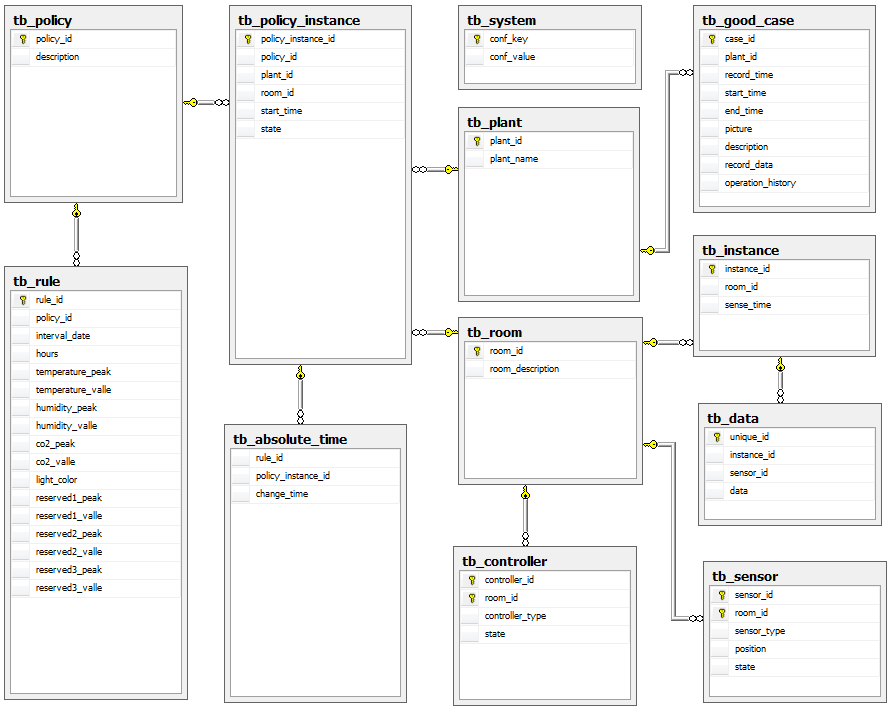 tb_policy
policy_id
description
tb_policy_instance
policy_instance_id
policy_id
plant_id
room_id
start_time
state
tb_system
conf_key
conf_value
tb_good_case
case_id
plant_id
record_time
start_time
end_time
picture
description
record_data
operation_history
tb_plant
plant_id
plant_name
tb_rule
rule_id
policy_id
interval_date
hours
temperature_peak
temperature_valle
humidity_peak
humidity_valle
co2_peak
co2_valle
light_color
reserved1_peak
reserved1_valle
reserved2_peak
reserved2_valle
reserved3_peak
reserved3_valle
tb_absolute_time
rule_id
policy_instance_id
change_time
tb_room
room_id
room_description
tb_instance
instance_id
room_id
sense_time
tb_data
unique_id
instance_id
sensor_id
data
tb_controller
controller_id
room_id
controller_type
state
tb_sensor
sensor_id
room_id
sensor_type
position
state